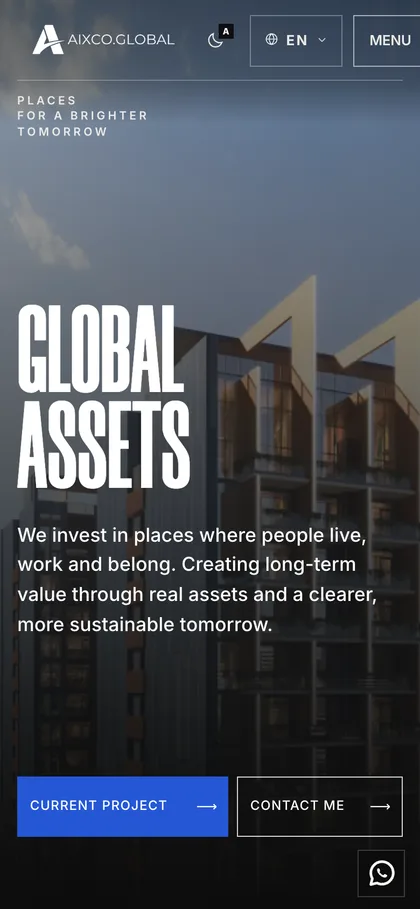 AIXCO.GLOBAL
A
EN
MENU
PLACES
FOR A BRIGHTER
TOMORROW
GLOBAL
ASSETS
We invest in places where people live,
work and belong. Creating long-term
value through real assets and a clearer,
more sustainable tomorrow.
CURRENT PROJECT
CONTACT ME